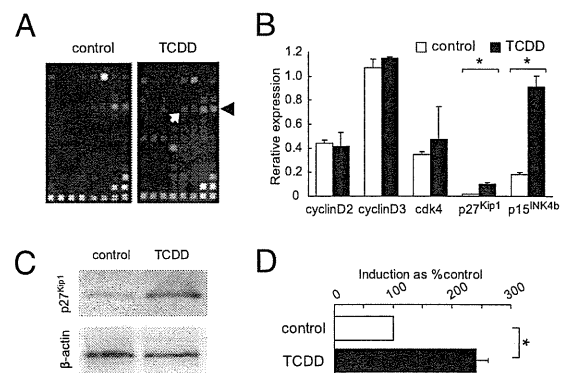 A
control TCDD
B
control TCDD
Rerative expression
1.2
1.0
0.8
0.6
0.4
0.2
0
* *
cyclinD2 cyclinD3 cdk4 p27Kip1 p15INK4b
C
control TCDD
p27Kip1
β-actin
D
Induction as %control
0 100 200 300
control
TCDD
*